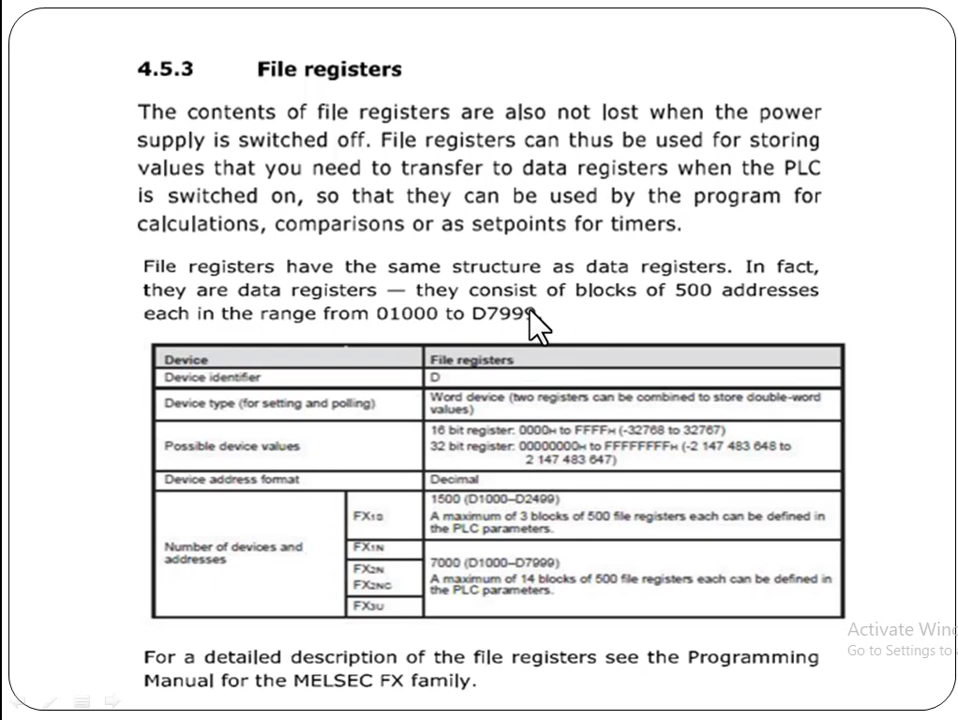 4.5.3 File registers
The contents of file registers are also not lost when the power
supply is switched off. File registers can thus be used for storing
values that you need to transfer to data registers when the PLC
is switched on, so that they can be used by the program for
calculations, comparisons or as setpoints for timers.
File registers have the same structure as data registers. In fact,
they are data registers — they consist of blocks of 500 addresses
each in the range from 01000 to D7999
Device File registers
Device identifier D
Device type (for setting and polling) Word device (two registers can be combined to store double-word
values)
Possible device values 16 bit register: 0000H to FFFFH (-32768 to 32767)
32 bit register: 00000000H to FFFFFFFFH (-2 147 483 648 to
2 147 483 647)
Device address format Decimal
Number of devices and
addresses
FX1S
1500 (D1000–D2499)
A maximum of 3 blocks of 500 file registers each can be defined in
the PLC parameters.
FX1N
FX2N
FX2NC
FX3U
7000 (D1000–D7999)
A maximum of 14 blocks of 500 file registers each can be defined in
the PLC parameters.
For a detailed description of the file registers see the Programming
Manual for the MELSEC FX family.
Activate Win
Go to Settings to